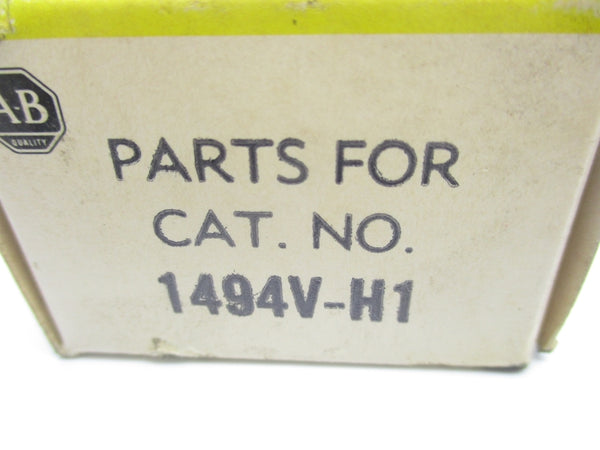 A-B
QUALITY
PARTS FOR
CAT. NO.
1494V-H1